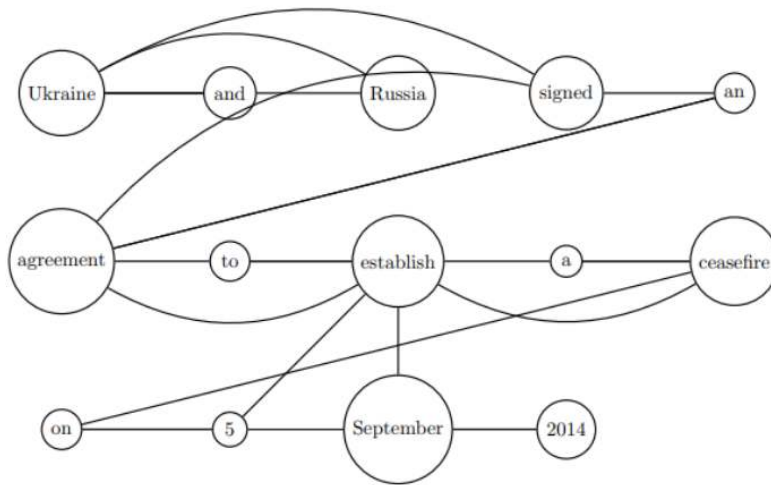 Ukraine and Russia signed an
agreement to establish a ceasefire
on 5 September 2014